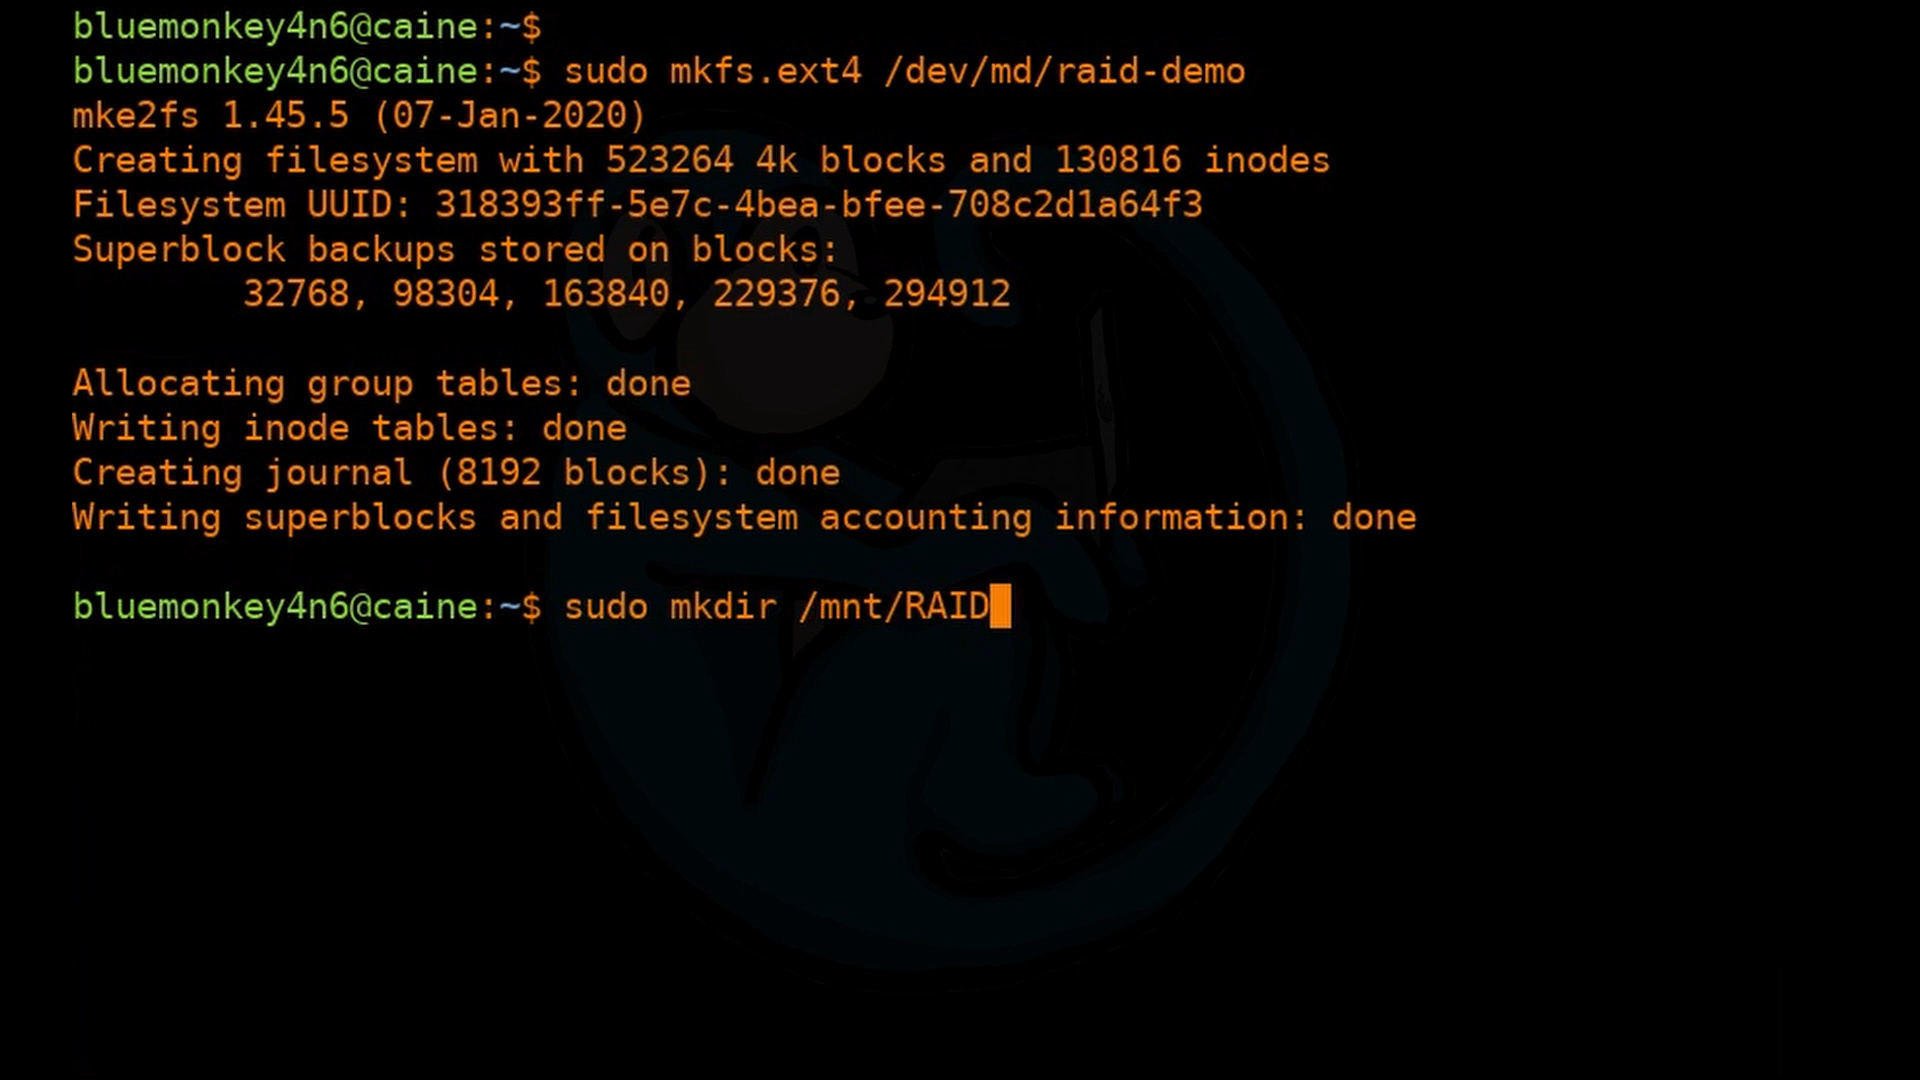 bluemonkey4n6@caine:~$
bluemonkey4n6@caine:~$ sudo mkfs.ext4 /dev/md/raid-demo
mke2fs 1.45.5 (07-Jan-2020)
Creating filesystem with 523264 4k blocks and 130816 inodes
Filesystem UUID: 318393ff-5e7c-4bea-bfee-708c2d1a64f3
Superblock backups stored on blocks:
32768, 98304, 163840, 229376, 294912
Allocating group tables: done
Writing inode tables: done
Creating journal (8192 blocks): done
Writing superblocks and filesystem accounting information: done
bluemonkey4n6@caine:~$ sudo mkdir /mnt/RAID